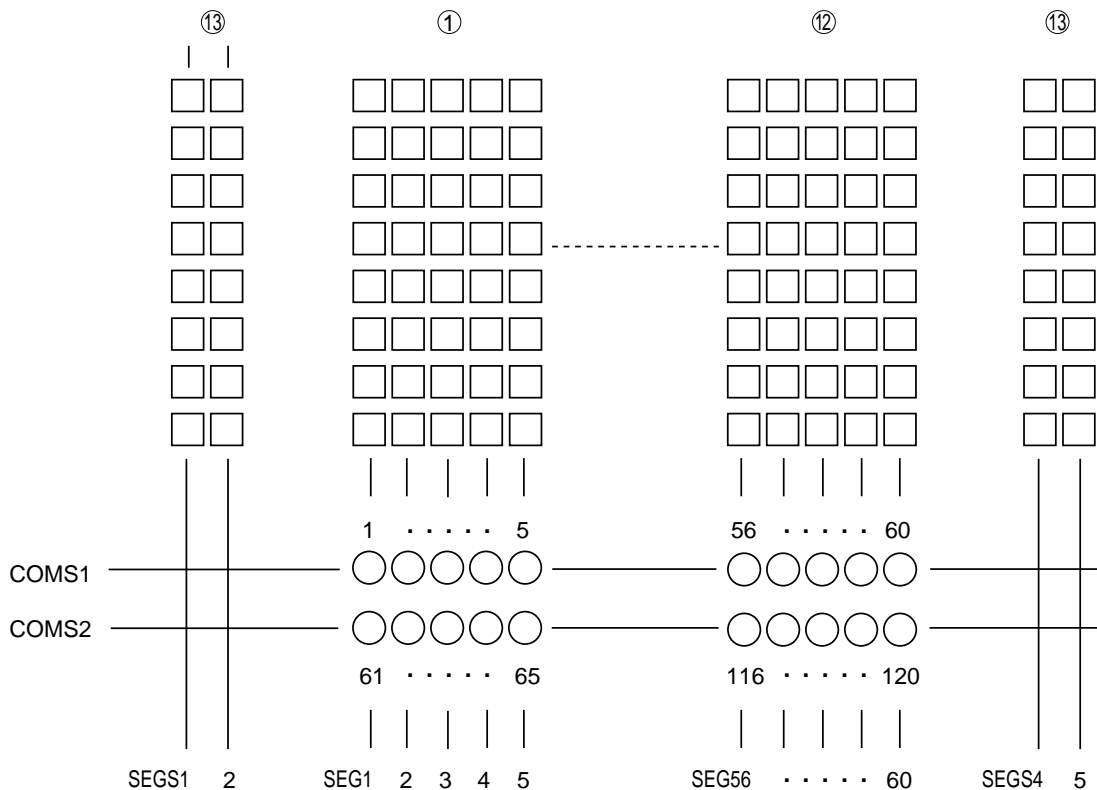 ⑬ ① ⑫ ⑬
1 · · · · · 5 56 · · · · · 60
COMS1
COMS2
61 · · · · · 65 116 · · · · · 120
SEGS1 2 SEG1 2 3 4 5 SEG56 · · · · · 60 SEGS4 5